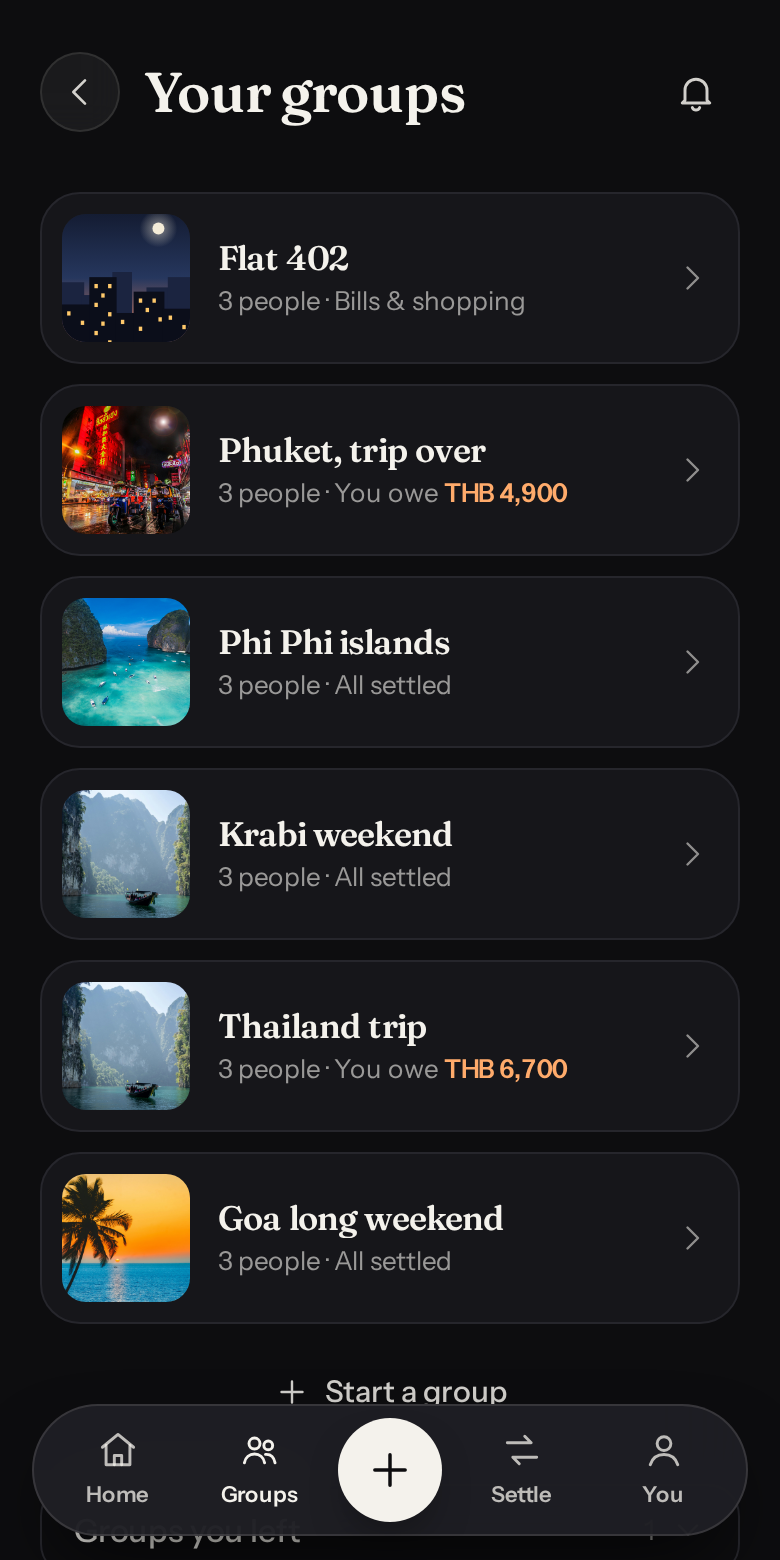 Your groups
Flat 402
3 people · Bills & shopping
Phuket, trip over
3 people · You owe THB 4,900
Phi Phi islands
3 people · All settled
Krabi weekend
3 people · All settled
Thailand trip
3 people · You owe THB 6,700
Goa long weekend
3 people · All settled
Start a group
Home Groups Settle You
Groups you left 1